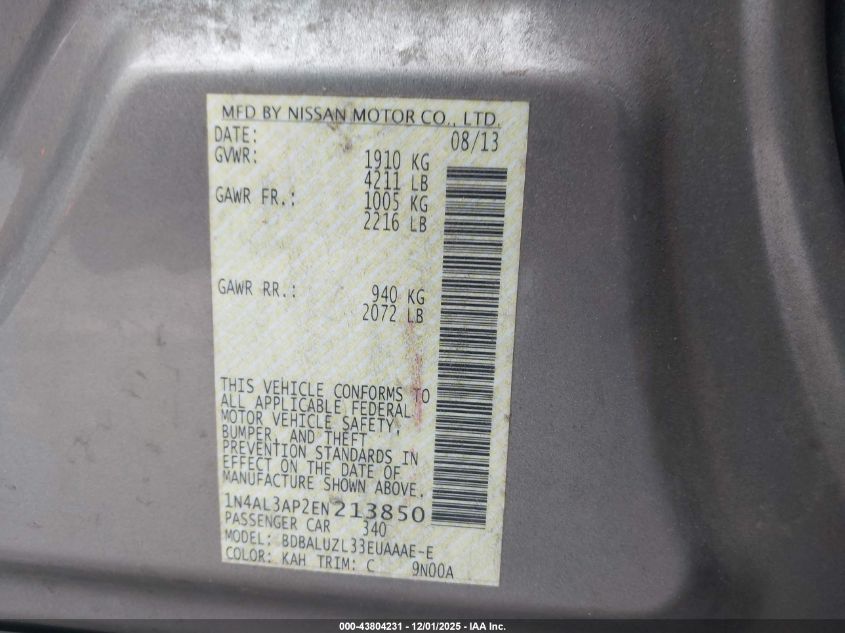 MFD BY NISSAN MOTOR CO., LTD.
DATE: 08/13
GVWR: 1910 KG
4211 LB
GAWR FR.: 1005 KG
2216 LB
GAWR RR.: 940 KG
2072 LB
THIS VEHICLE CONFORMS TO
ALL APPLICABLE FEDERAL
MOTOR VEHICLE SAFETY,
BUMPER, AND THEFT
PREVENTION STANDARDS IN
EFFECT ON THE DATE OF
MANUFACTURE SHOWN ABOVE.
1N4AL3AP2EN213850
PASSENGER CAR 340
MODEL: BDBALUZL33EUAAAE-E
COLOR: KAH TRIM: C 9N00A
000-43804231 - 12/01/2025 - IAA Inc.